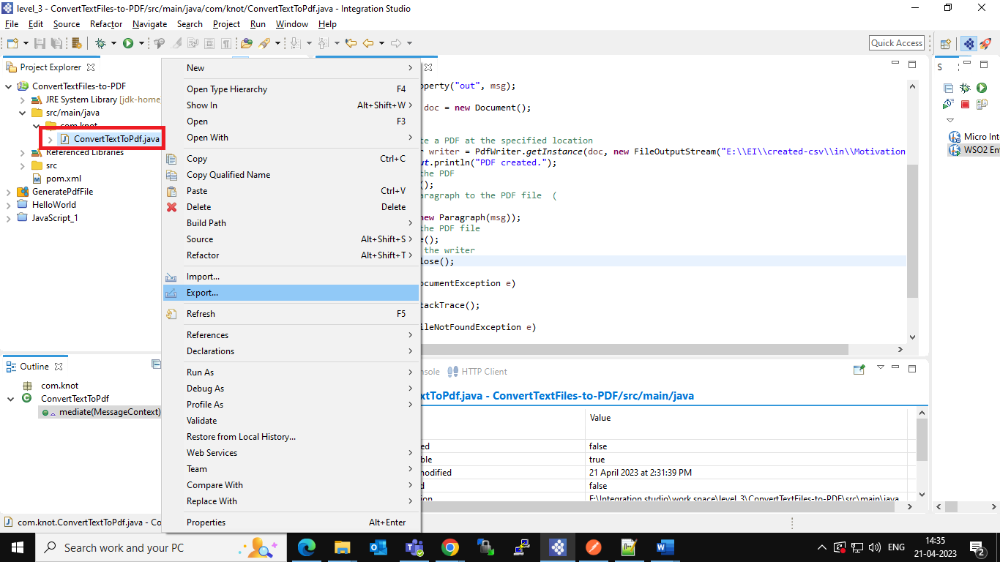 level_3 - ConvertTextFiles-to-PDF/src/main/java/com/knot/ConvertTextToPdf.java - Integration Studio
File Edit Source Refactor Navigate Search Project Run Window Help
Quick Access
Project Explorer
ConvertTextFiles-to-PDF
JRE System Library [jdk-home
src/main/java
com.knot
ConvertTextToPdf.java
Referenced Libraries
src
pom.xml
GeneratePdfFile
HelloWorld
JavaScript_1
Outline
com.knot
ConvertTextToPdf
mediate(MessageContext)
com.knot.ConvertTextToPdf.java - Co
New
Open Type Hierarchy F4
Show In Alt+Shift+W
Open F3
Open With
Copy Ctrl+C
Copy Qualified Name
Paste Ctrl+V
Delete Delete
Build Path
Source Alt+Shift+S
Refactor Alt+Shift+T
Import...
Export...
Refresh F5
References
Declarations
Run As
Debug As
Profile As
Validate
Restore from Local History...
Web Services
Team
Compare With
Replace With
Properties Alt+Enter
operty("out", msg);
doc = new Document();
te a PDF at the specified location
r writer = PdfWriter.getInstance(doc, new FileOutputStream("E:\\EI\\created-csv\\in\\Motivation
ut.println("PDF created.");
the PDF
();
aragraph to the PDF file (
new Paragraph(msg));
the PDF file
e();
the writer
lose();
ocumentException e)
tackTrace();
ileNotFoundException e)
nsole HTTP Client
xtToPdf.java - ConvertTextFiles-to-PDF/src/main/java
Value
ed false
ble true
modified 21 April 2023 at 2:31:39 PM
d false
ion E:\Integration studio\work space\level_3\ConvertTextFiles-to-PDF\src\main\java
S
Micro Int
WSO2 Ent
Search work and your PC
ENG
14:35
21-04-2023
2